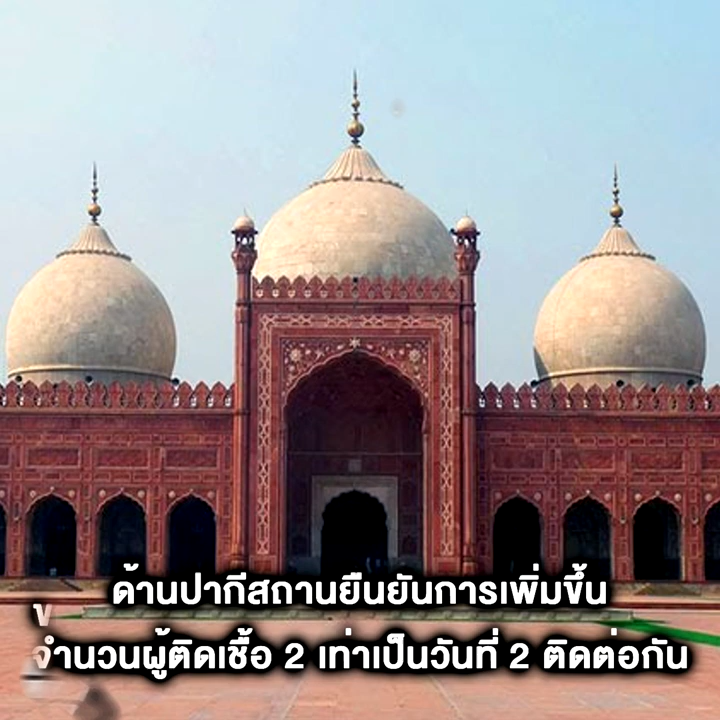 ด้านปากีสถานยืนยันการเพิ่มขึ้น
จำนวนผู้ติดเชื้อ 2 เท่าเป็นวันที่ 2 ติดต่อกัน